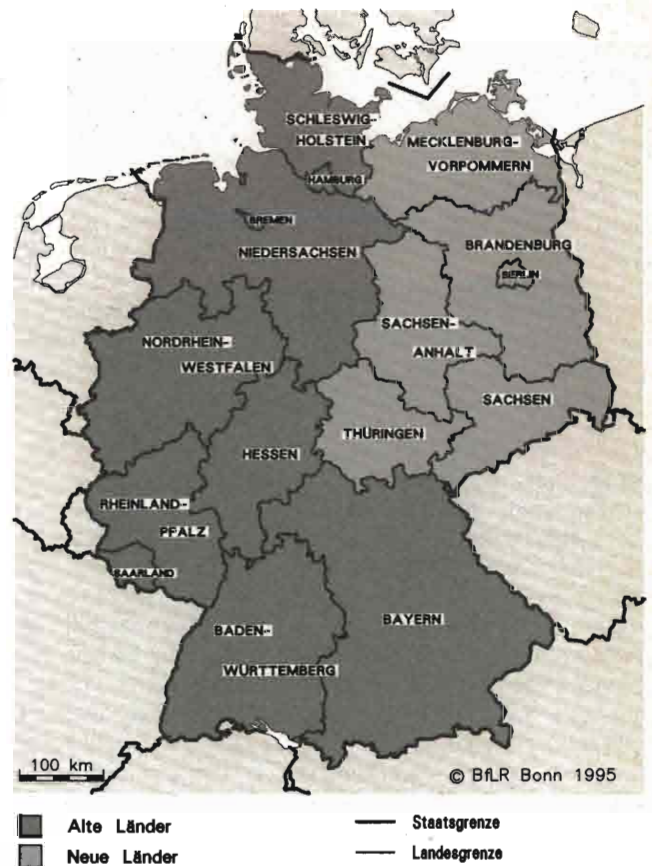 SCHLESWIG-
HOLSTEIN
MECKLENBURG-
VORPOMMERN
HAMBURG
BREMEN
NIEDERSACHSEN
BRANDENBURG
BERLIN
SACHSEN-
ANHALT
NORDRHEIN-
WESTFALEN
SACHSEN
THÜRINGEN
HESSEN
RHEINLAND-
PFALZ
SAARLAND
BAYERN
BADEN-
WÜRTTEMBERG
100 km
© BfLR Bonn 1995
Alte Länder
Staatsgrenze
Neue Länder
Landesgrenze